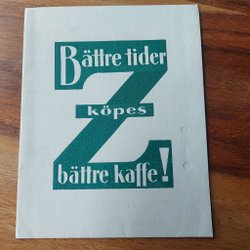 Bättre tider
Z
köpes
bättre kaffe!